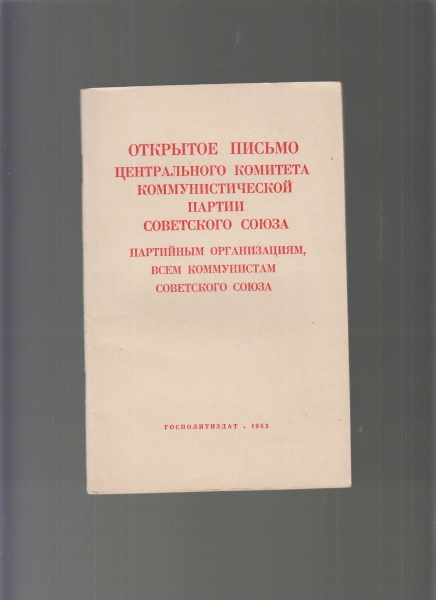 ОТКРЫТОЕ ПИСЬМО
ЦЕНТРАЛЬНОГО КОМИТЕТА
КОММУНИСТИЧЕСКОЙ
ПАРТИИ
СОВЕТСКОГО СОЮЗА
ПАРТИЙНЫМ ОРГАНИЗАЦИЯМ,
ВСЕМ КОММУНИСТАМ
СОВЕТСКОГО СОЮЗА
ГОСПОЛИТИЗДАТ . 1963